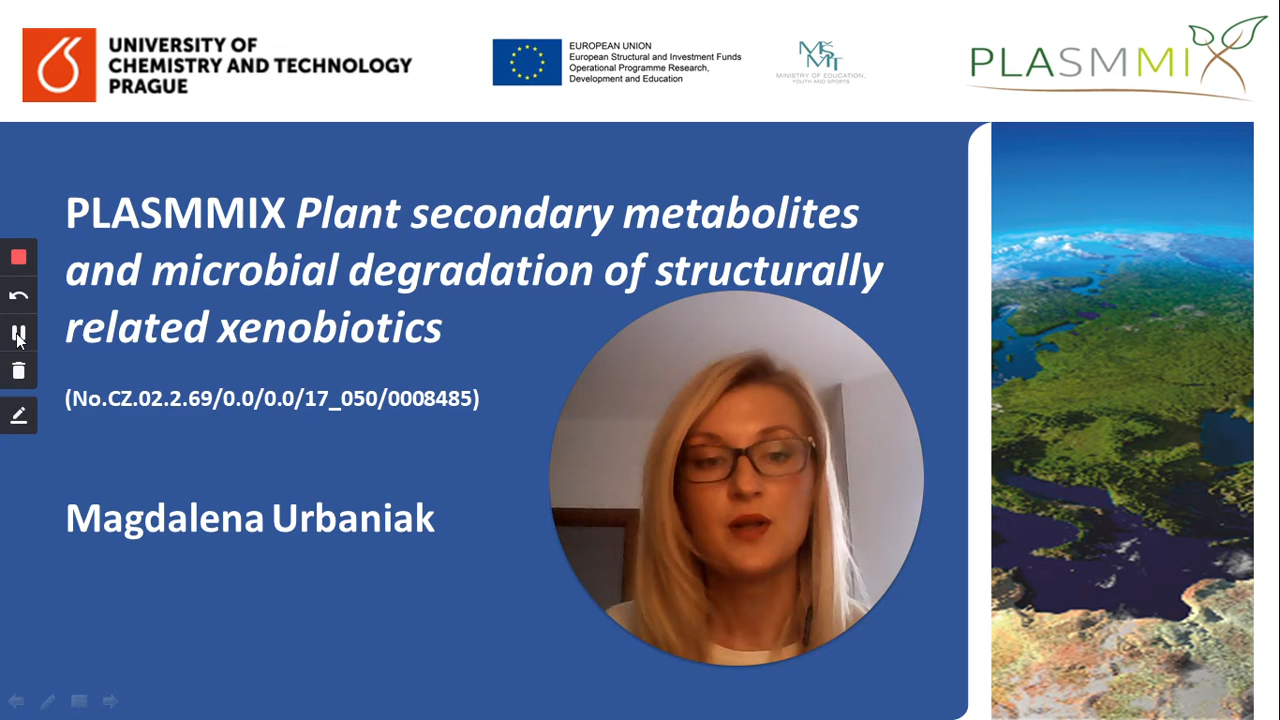 UNIVERSITY OF
CHEMISTRY AND TECHNOLOGY
PRAGUE
EUROPEAN UNION
European Structural and Investment Funds
Operational Programme Research,
Development and Education
MŠMT
MINISTRY OF EDUCATION,
YOUTH AND SPORTS
PLASMMIX
PLASMMIX Plant secondary metabolites
and microbial degradation of structurally
related xenobiotics
(No.CZ.02.2.69/0.0/0.0/17_050/0008485)
Magdalena Urbaniak